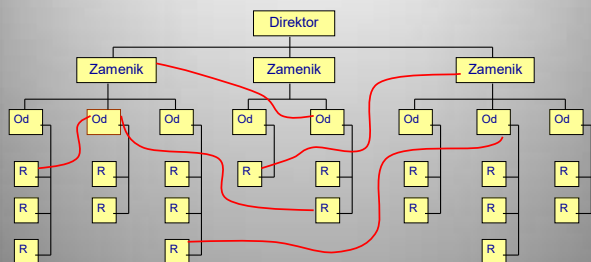 Direktor
Zamenik Zamenik Zamenik
Od Od Od Od Od Od Od Od
R R R R R R R R
R R R R R R R
R R R